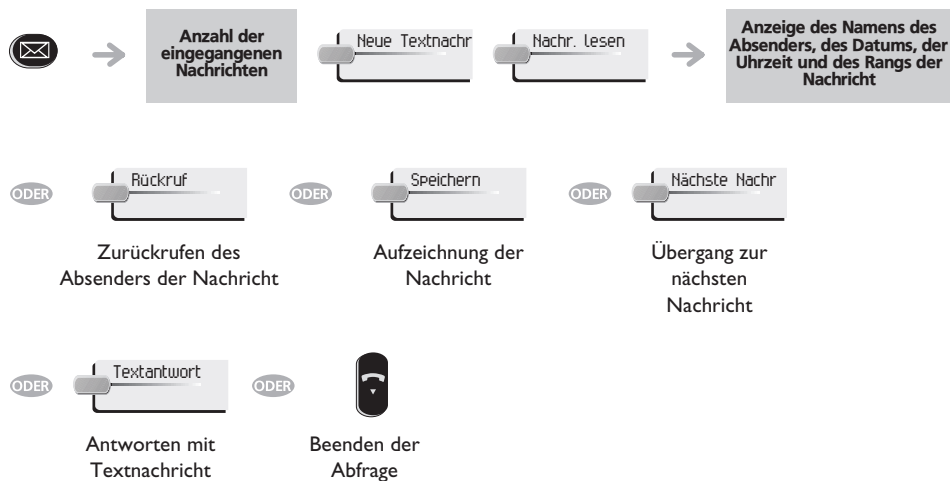 Anzahl der
eingegangenen
Nachrichten
Neue Textnachr
Nachr. lesen
Anzeige des Namens des
Absenders, des Datums, der
Uhrzeit und des Rangs der
Nachricht
ODER
Rückruf
ODER
Speichern
ODER
Nächste Nachr
Zurückrufen des
Absenders der Nachricht
Aufzeichnung der
Nachricht
Übergang zur
nächsten
Nachricht
ODER
Textantwort
ODER
Antworten mit
Textnachricht
Beenden der
Abfrage